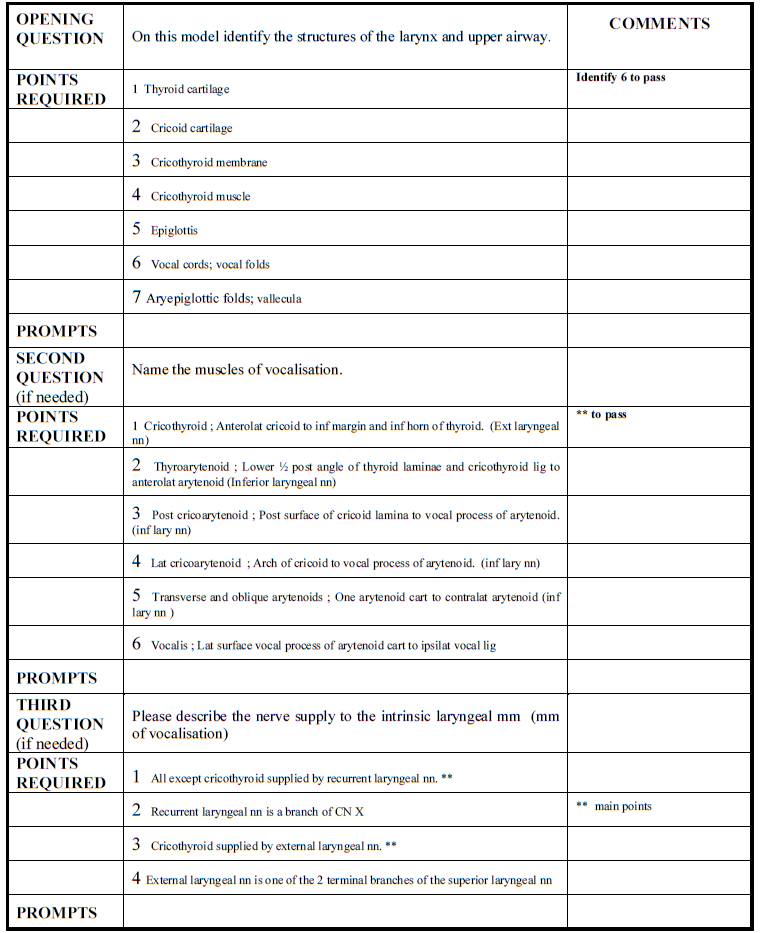 OPENING
QUESTION
On this model identify the structures of the larynx and upper airway.
COMMENTS
POINTS
REQUIRED
1 Thyroid cartilage
Identify 6 to pass
2 Cricoid cartilage
3 Cricothyroid membrane
4 Cricothyroid muscle
5 Epiglottis
6 Vocal cords; vocal folds
7 Aryepiglottic folds; vallecula
PROMPTS
SECOND
QUESTION
(if needed)
Name the muscles of vocalisation.
POINTS
REQUIRED
1 Cricothyroid ; Anterolat cricoid to inf margin and inf horn of thyroid. (Ext laryngeal
nn)
** to pass
2 Thyroarytenoid ; Lower ½ post angle of thyroid laminae and cricothyroid lig to
anterolat arytenoid (Inferior laryngeal nn)
3 Post cricoarytenoid ; Post surface of cricoid lamina to vocal process of arytenoid.
(inf lary nn)
4 Lat cricoarytenoid ; Arch of cricoid to vocal process of arytenoid. (inf lary nn)
5 Transverse and oblique arytenoids ; One arytenoid cart to contralat arytenoid (inf
lary nn )
6 Vocalis ; Lat surface vocal process of arytenoid cart to ipsilat vocal lig
PROMPTS
THIRD
QUESTION
(if needed)
Please describe the nerve supply to the intrinsic laryngeal mm (mm
of vocalisation)
POINTS
REQUIRED
1 All except cricothyroid supplied by recurrent laryngeal nn. **
2 Recurrent laryngeal nn is a branch of CN X
** main points
3 Cricothyroid supplied by external laryngeal nn. **
4 External laryngeal nn is one of the 2 terminal branches of the superior laryngeal nn
PROMPTS